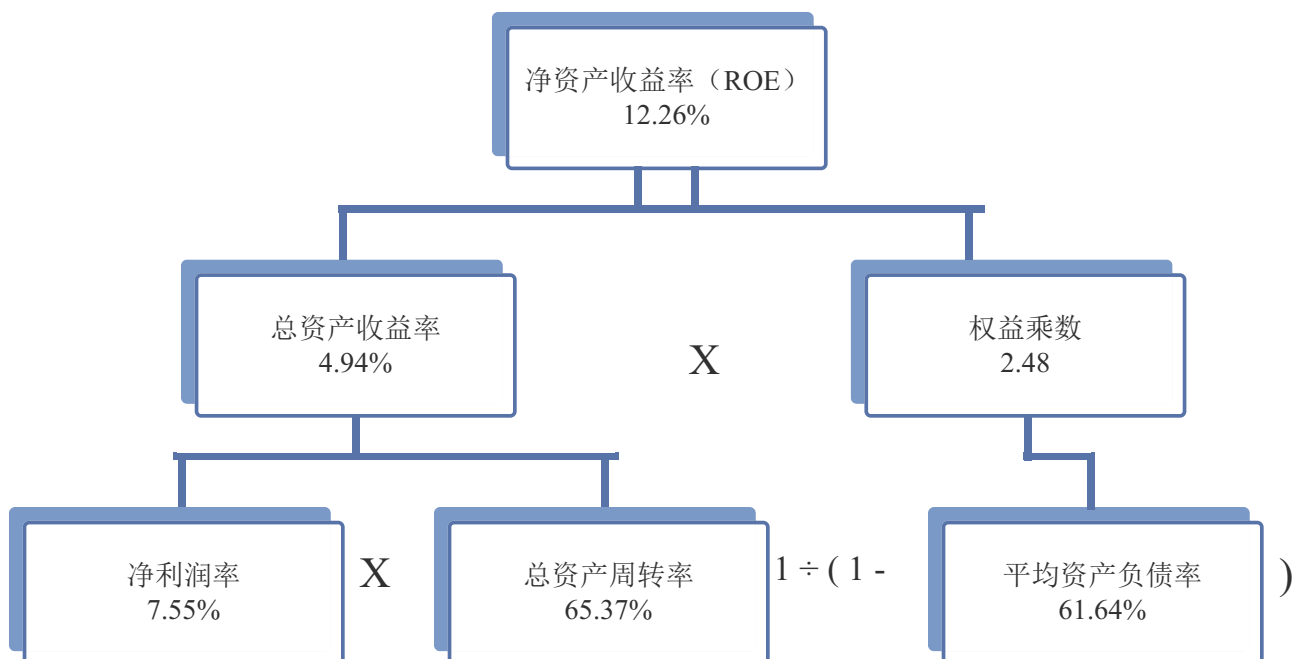 净资产收益率（ROE）
12.26%
总资产收益率
4.94%
X
权益乘数
2.48
净利润率
7.55%
X
总资产周转率
65.37%
1 ÷ ( 1 -
平均资产负债率
61.64%
)